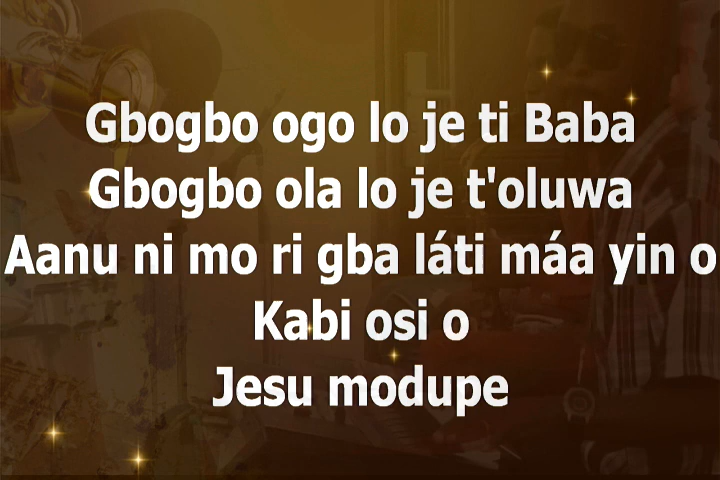 Gbogbo ogo lo je ti Baba
Gbogbo ola lo je t'oluwa
Aanu ni mo ri gba láti máa yin o
Kabi osi o
Jesu modupe